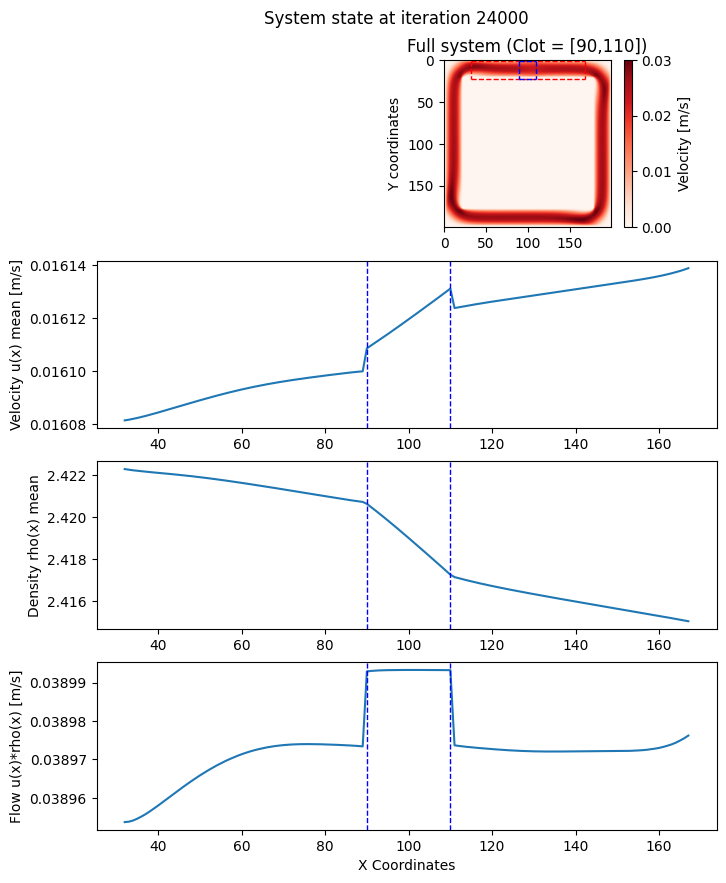 System state at iteration 24000
Full system (Clot = [90,110])
0
50
100
150
Y coordinates
0 50 100 150
0.03
0.02
0.01
0.00
Velocity [m/s]
0.01614
0.01612
0.01610
0.01608
Velocity u(x) mean [m/s]
40 60 80 100 120 140 160
2.422
2.420
2.418
2.416
Density rho(x) mean
40 60 80 100 120 140 160
0.03899
0.03898
0.03897
0.03896
Flow u(x)*rho(x) [m/s]
40 60 80 100 120 140 160
X Coordinates